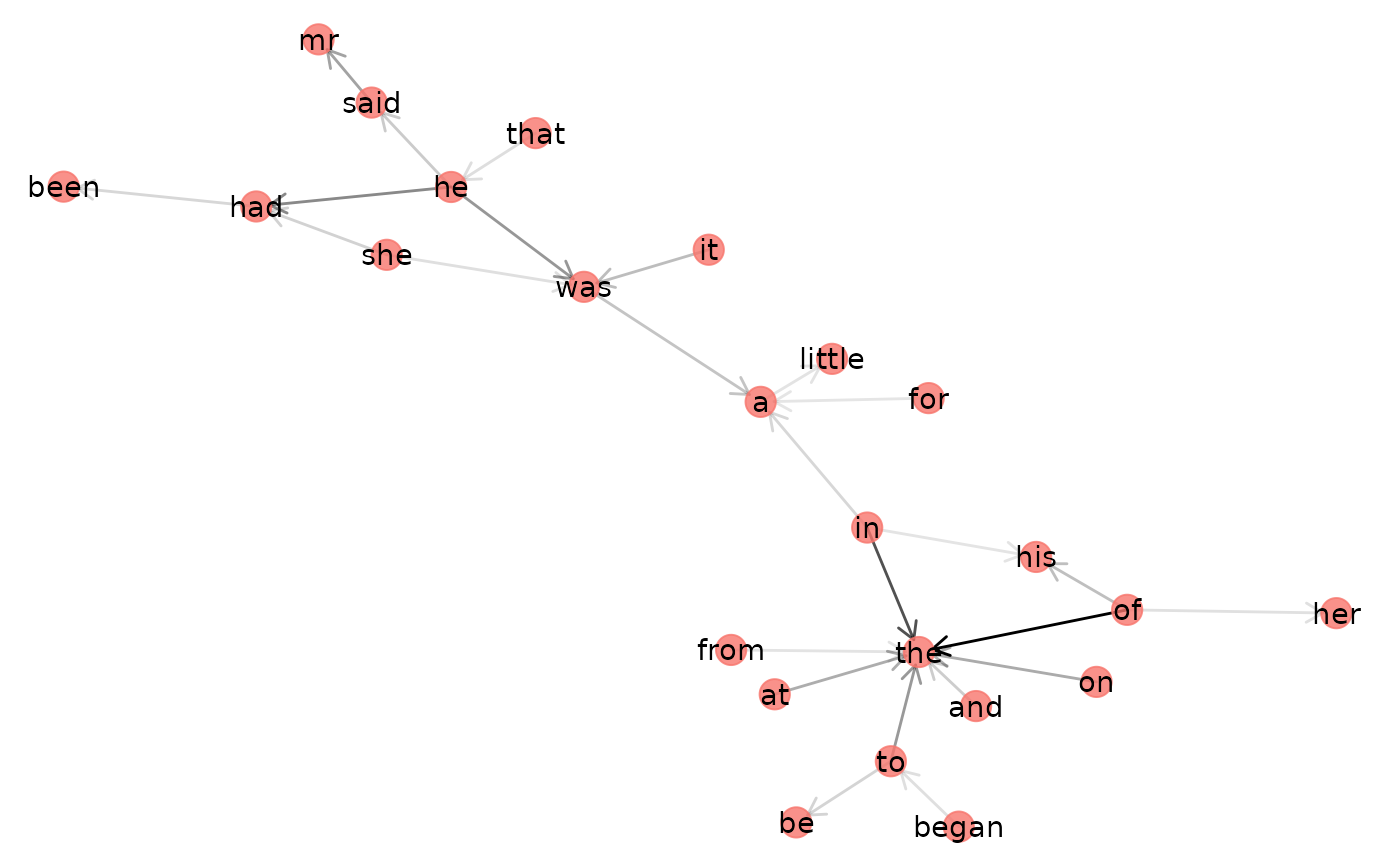 mr
said
that
been
he
had
she
it
was
little
for
a
in
his
of
her
from
the
on
at
and
to
be
began